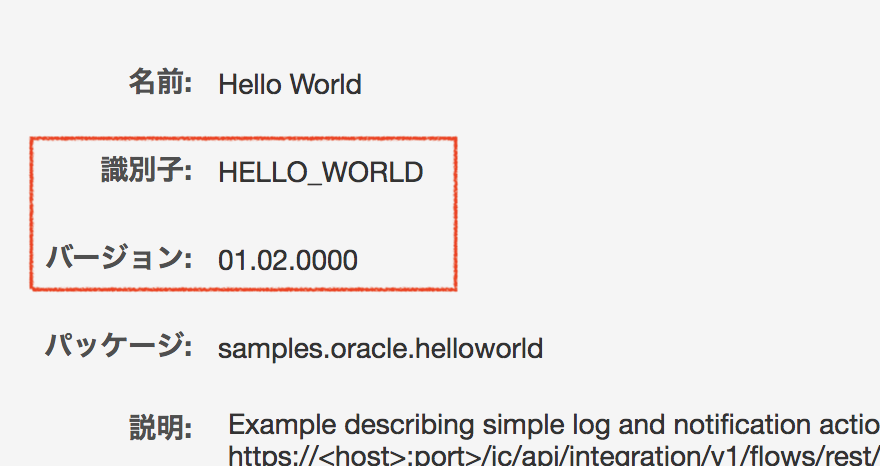 名前: Hello World
識別子: HELLO_WORLD
バージョン: 01.02.0000
パッケージ: samples.oracle.helloworld
説明: Example describing simple log and notification actio
https://<host>:port>/ic/api/integration/v1/flows/rest/